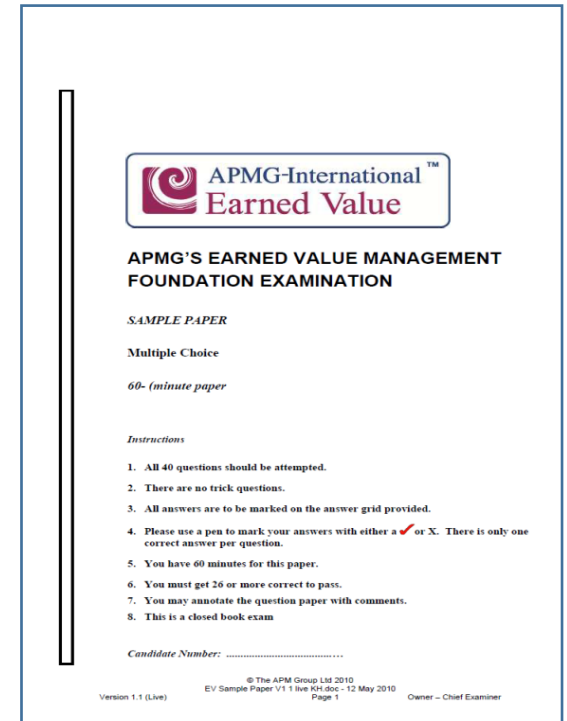 APMG-International™
Earned Value
APMG'S EARNED VALUE MANAGEMENT
FOUNDATION EXAMINATION
SAMPLE PAPER
Multiple Choice
60- (minute paper
Instructions
1. All 40 questions should be attempted.
2. There are no trick questions.
3. All answers are to be marked on the answer grid provided.
4. Please use a pen to mark your answers with either a ✓ or X. There is only one
correct answer per question.
5. You have 60 minutes for this paper.
6. You must get 26 or more correct to pass.
7. You may annotate the question paper with comments.
8. This is a closed book exam
Candidate Number: ........................................
© The APM Group Ltd 2010
EV Sample Paper V1 1 live KH.doc - 12 May 2010
Version 1.1 (Live) Page 1 Owner – Chief Examiner